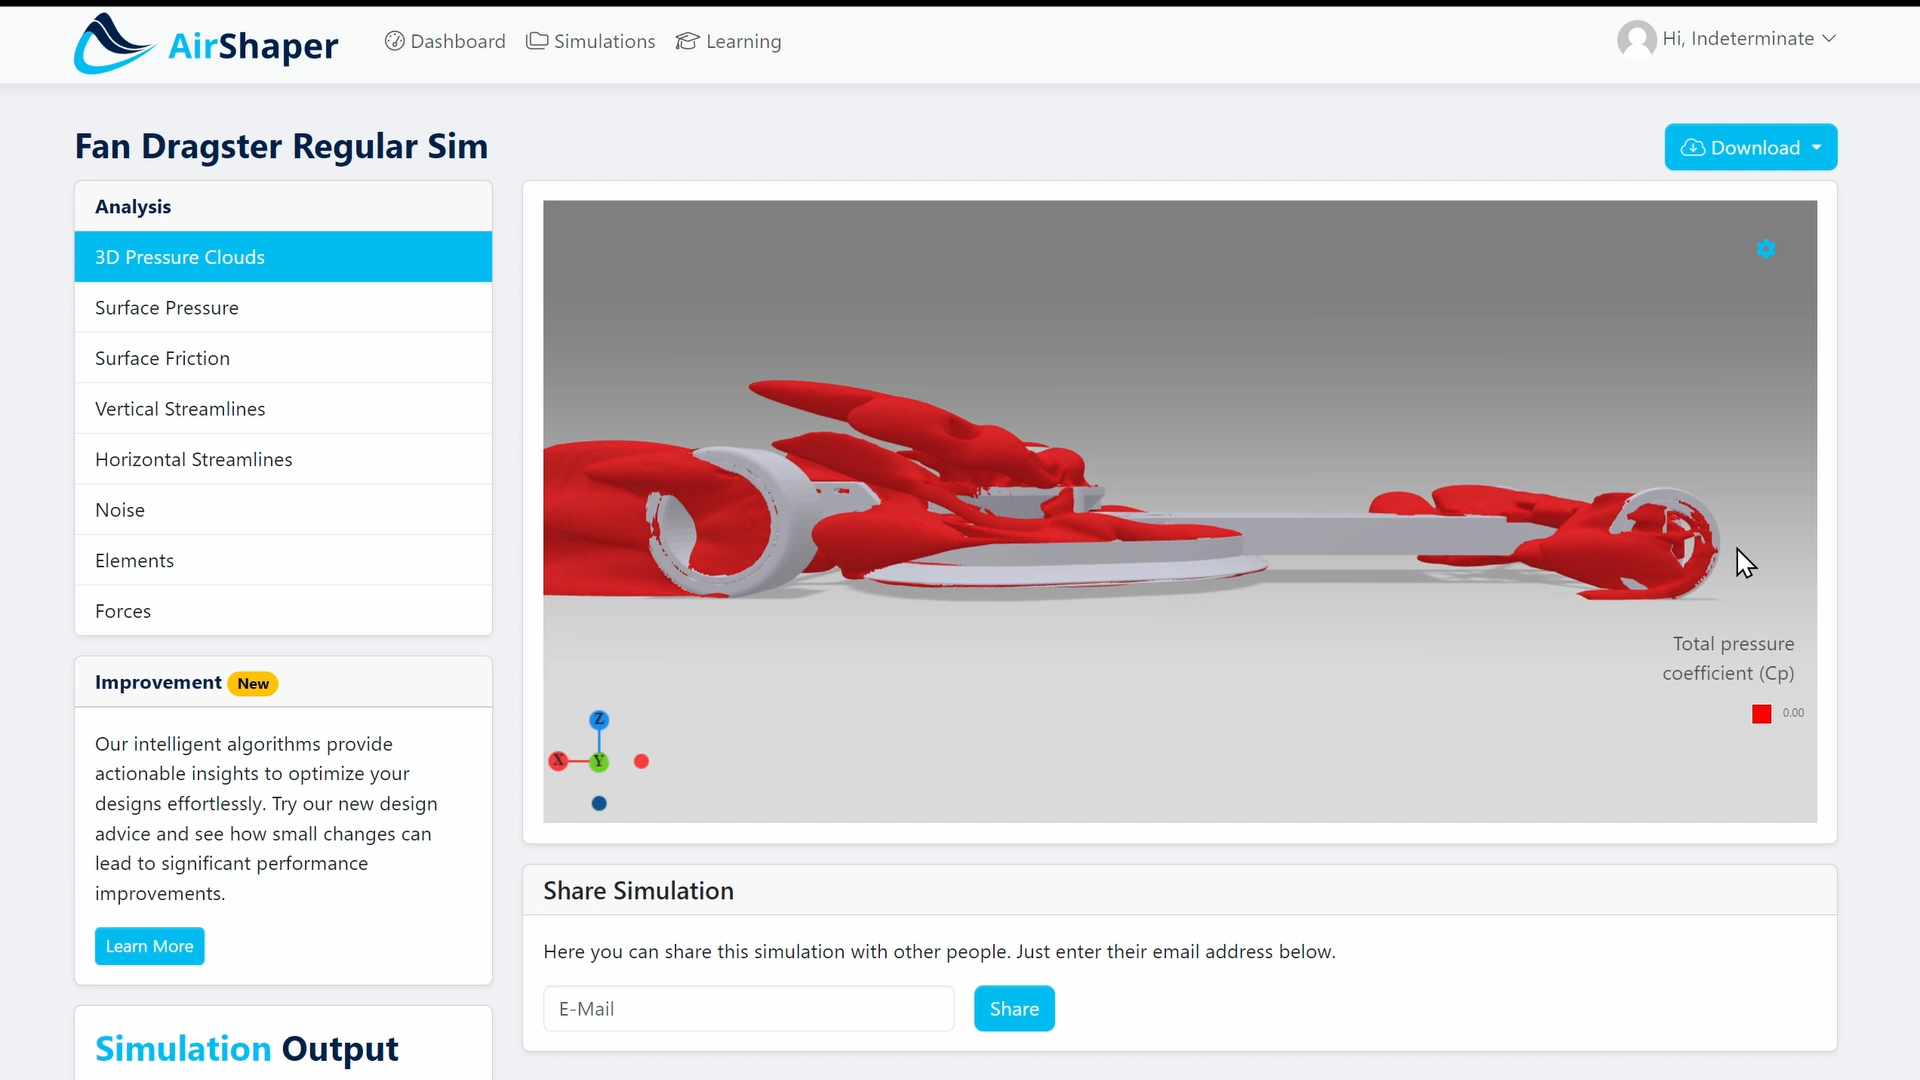 AirShaper
Dashboard
Simulations
Learning
Hi, Indeterminate
Fan Dragster Regular Sim
Download
Analysis
3D Pressure Clouds
Surface Pressure
Surface Friction
Vertical Streamlines
Horizontal Streamlines
Noise
Elements
Forces
Total pressure
coefficient (Cp)
0.00
Z
X
Y
Improvement New
Our intelligent algorithms provide
actionable insights to optimize your
designs effortlessly. Try our new design
advice and see how small changes can
lead to significant performance
improvements.
Learn More
Share Simulation
Here you can share this simulation with other people. Just enter their email address below.
E-Mail
Share
Simulation Output